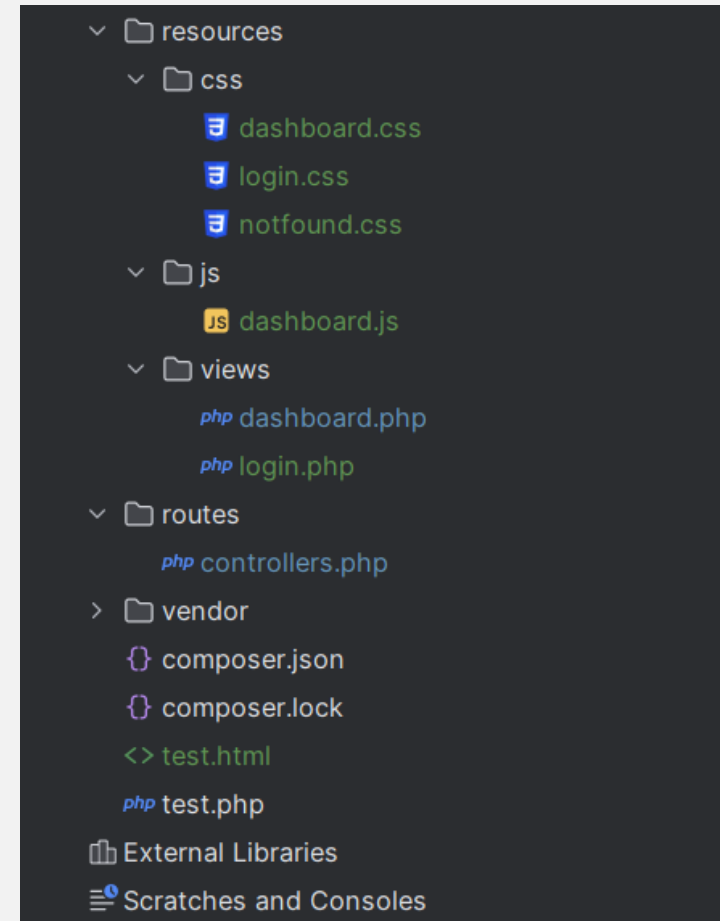 resources
css
dashboard.css
login.css
notfound.css
js
JS dashboard.js
views
php dashboard.php
php login.php
routes
php controllers.php
vendor
{} composer.json
{} composer.lock
<> test.html
php test.php
External Libraries
Scratches and Consoles